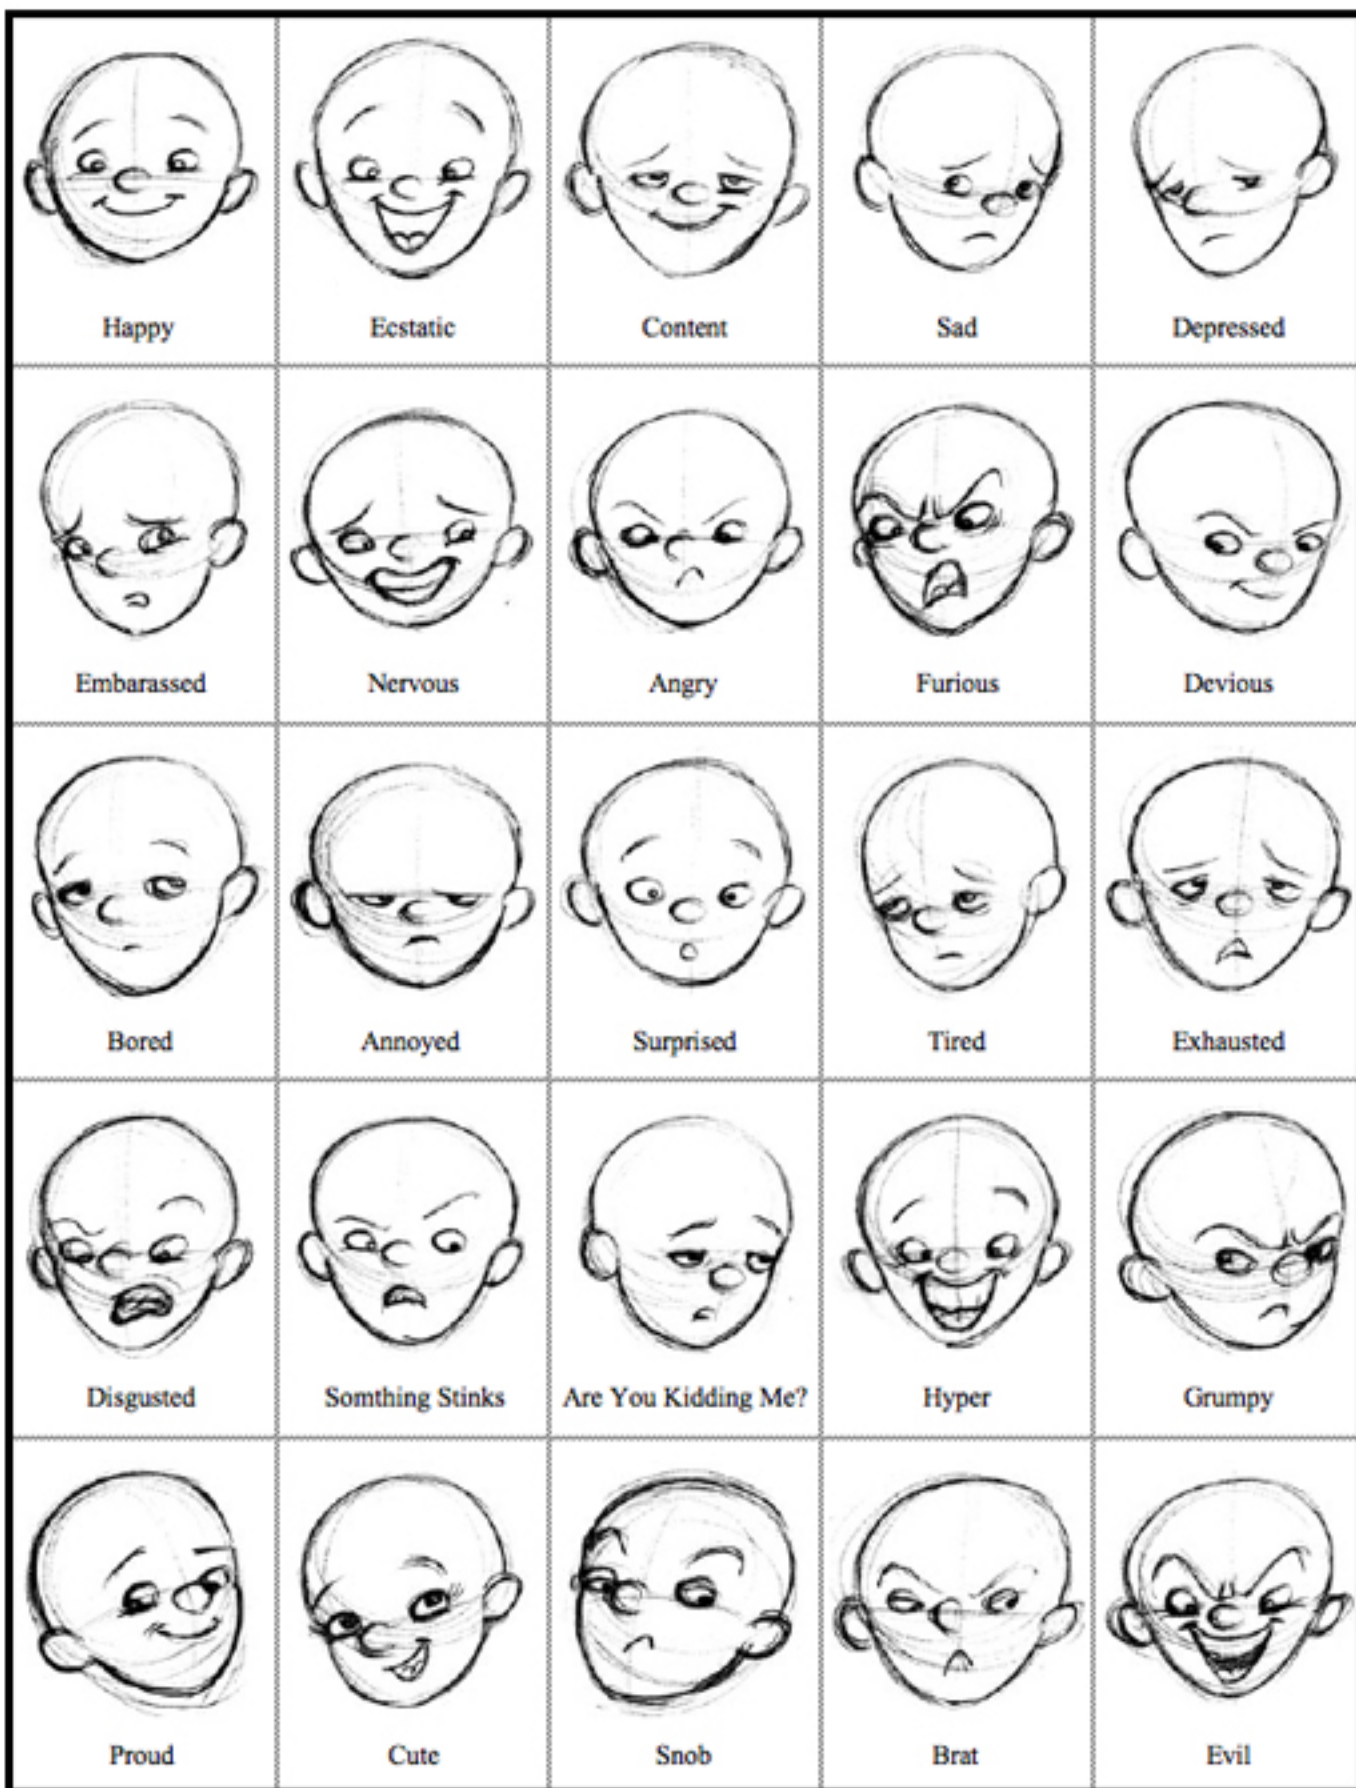 Happy
Ecstatic
Content
Sad
Depressed
Embarassed
Nervous
Angry
Furious
Devious
Bored
Annoyed
Surprised
Tired
Exhausted
Disgusted
Somthing Stinks
Are You Kidding Me?
Hyper
Grumpy
Proud
Cute
Snob
Brat
Evil